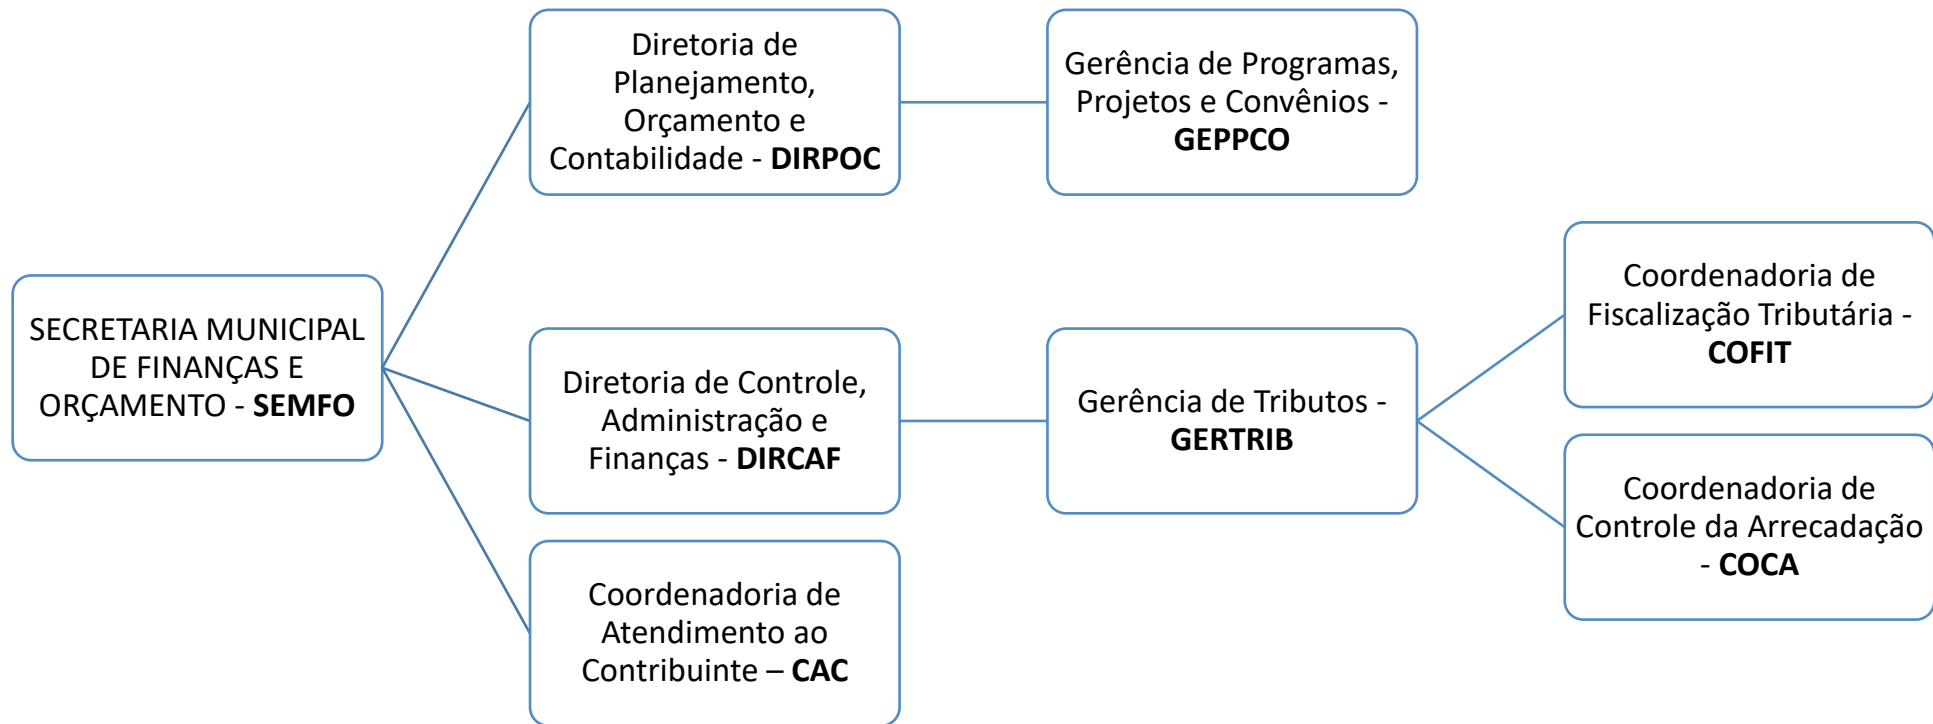 SECRETARIA MUNICIPAL
DE FINANÇAS E
ORÇAMENTO - SEMFO
Diretoria de
Planejamento,
Orçamento e
Contabilidade - DIRPOC
Gerência de Programas,
Projetos e Convênios -
GEPPCO
Diretoria de Controle,
Administração e
Finanças - DIRCAF
Gerência de Tributos -
GERTRIB
Coordenadoria de
Fiscalização Tributária -
COFIT
Coordenadoria de
Controle da Arrecadação
- COCA
Coordenadoria de
Atendimento ao
Contribuinte – CAC